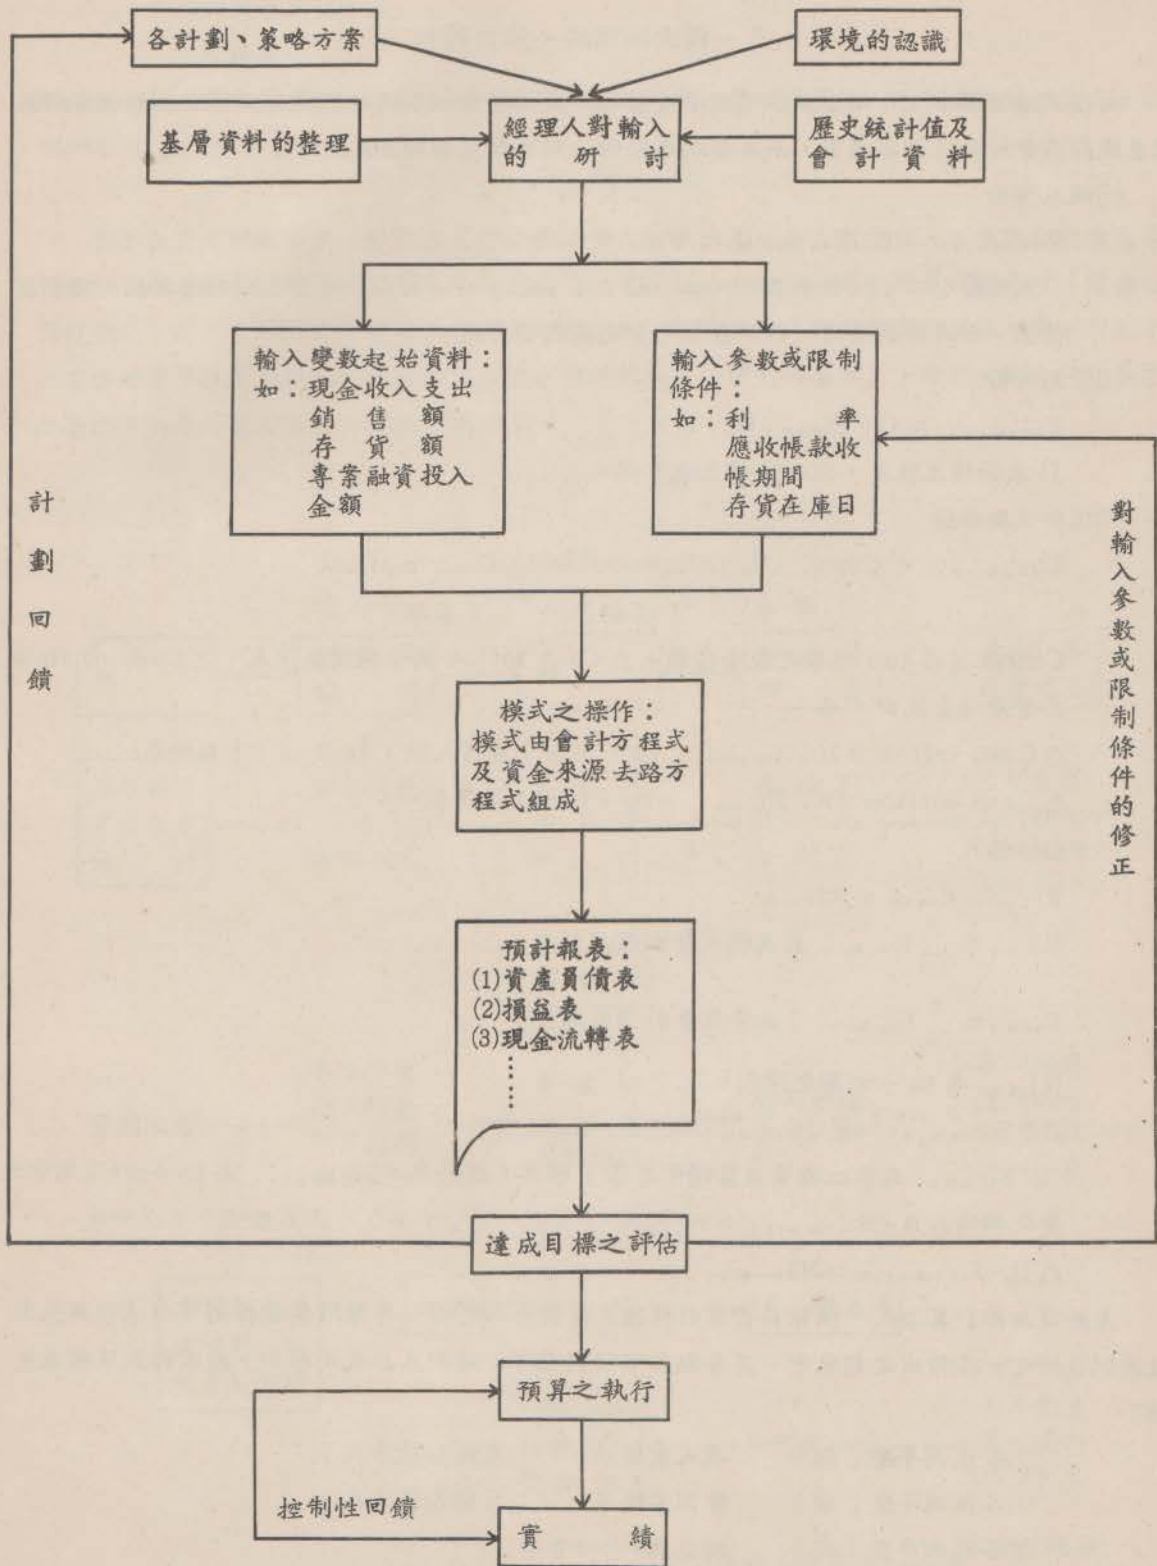 各計劃、策略方案
環境的認識
基層資料的整理
經理人對輸入
的研討
歷史統計值及
會計資料
輸入變數起始資料：
如：現金收入支出
銷售額
存貨額
專案融資投入
金額
輸入參數或限制
條件：
如：利率
應收帳款收
帳期間
存貨在庫日
計劃回饋
對輸入參數或限制條件的修正
模式之操作：
模式由會計方程式
及資金來源去路方
程式組成
預計報表：
(1)資產負債表
(2)損益表
(3)現金流轉表
⋮
達成目標之評估
預算之執行
控制性回饋
實績